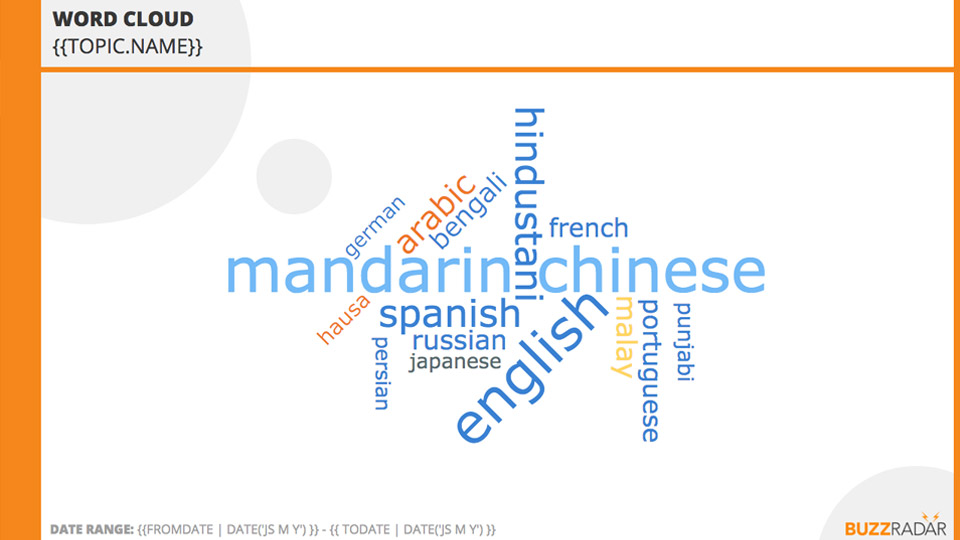 WORD CLOUD
{{TOPIC.NAME}}
hindustani
german
arabic
bengali
french
mandarin chinese
hausa
spanish
english
malay
portuguese
punjabi
russian
persian
japanese
DATE RANGE: {{FROMDATE | DATE('JS M Y') }} - {{ TODATE | DATE('JS M Y') }}
BUZZRADAR